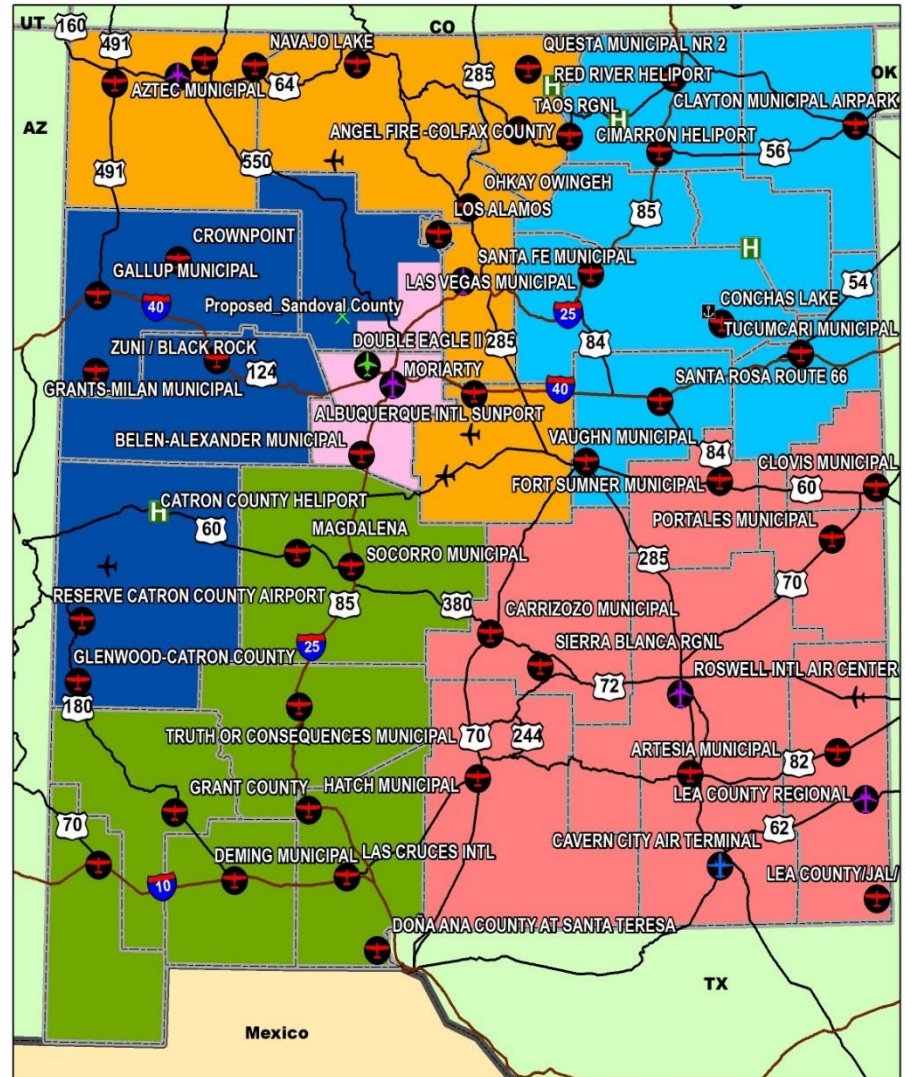 UT
CO
160
491
NAVAJO LAKE
QUESTA MUNICIPAL NR 2
285
RED RIVER HELIPORT
OK
AZTEC MUNICIPAL
64
H
TAOS RGNL
CLAYTON MUNICIPAL AIRPARK
AZ
H
ANGEL FIRE -COLFAX COUNTY
CIMARRON HELIPORT
491
550
56
OHKAY OWINGEH
LOS ALAMOS
85
CROWNPOINT
SANTA FE MUNICIPAL
H
GALLUP MUNICIPAL
LAS VEGAS MUNICIPAL
54
40
Proposed_Sandoval County
25
CONCHAS LAKE
TUCUMCARI MUNICIPAL
ZUNI / BLACK ROCK
DOUBLE EAGLE II
285
84
124
MORIARTY
SANTA ROSA ROUTE 66
GRANTS-MILAN MUNICIPAL
40
ALBUQUERQUE INTL SUNPORT
BELEN-ALEXANDER MUNICIPAL
VAUGHN MUNICIPAL
84
CLOVIS MUNICIPAL
FORT SUMNER MUNICIPAL
60
CATRON COUNTY HELIPORT
H
60
MAGDALENA
PORTALES MUNICIPAL
SOCORRO MUNICIPAL
285
70
RESERVE CATRON COUNTY AIRPORT
85
380
CARRIZOZO MUNICIPAL
25
SIERRA BLANCA RGNL
GLENWOOD-CATRON COUNTY
ROSWELL INTL AIR CENTER
72
180
TRUTH OR CONSEQUENCES MUNICIPAL
70
244
ARTESIA MUNICIPAL
82
GRANT COUNTY
HATCH MUNICIPAL
LEA COUNTY REGIONAL
70
62
CAVERN CITY AIR TERMINAL
DEMING MUNICIPAL
LAS CRUCES INTL
LEA COUNTY/JAL/
10
DOÑA ANA COUNTY AT SANTA TERESA
TX
Mexico